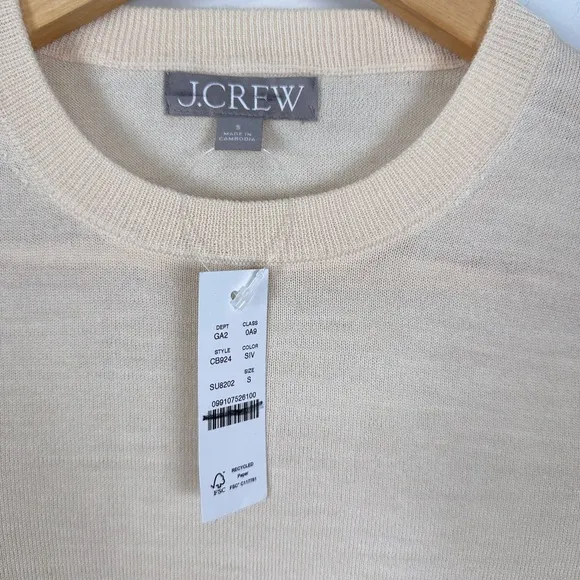 J.CREW
S
MADE IN
CAMBODIA
DEPT CLASS
GA2 0A9
STYLE COLOR
CB924 SIV
SIZE
SU8202 S
099107526100
RECYCLED
Paper
FSC